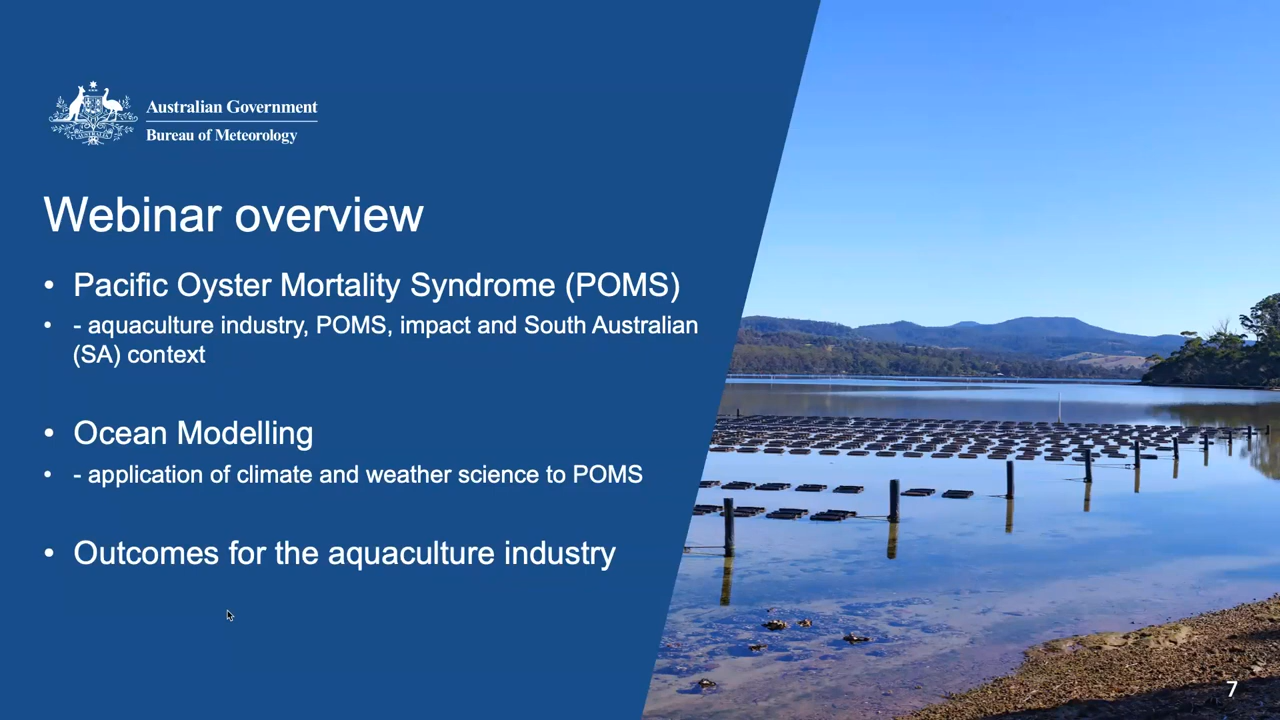 Australian Government
Bureau of Meteorology
Webinar overview
• Pacific Oyster Mortality Syndrome (POMS)
• - aquaculture industry, POMS, impact and South Australian
(SA) context
• Ocean Modelling
• - application of climate and weather science to POMS
• Outcomes for the aquaculture industry
7